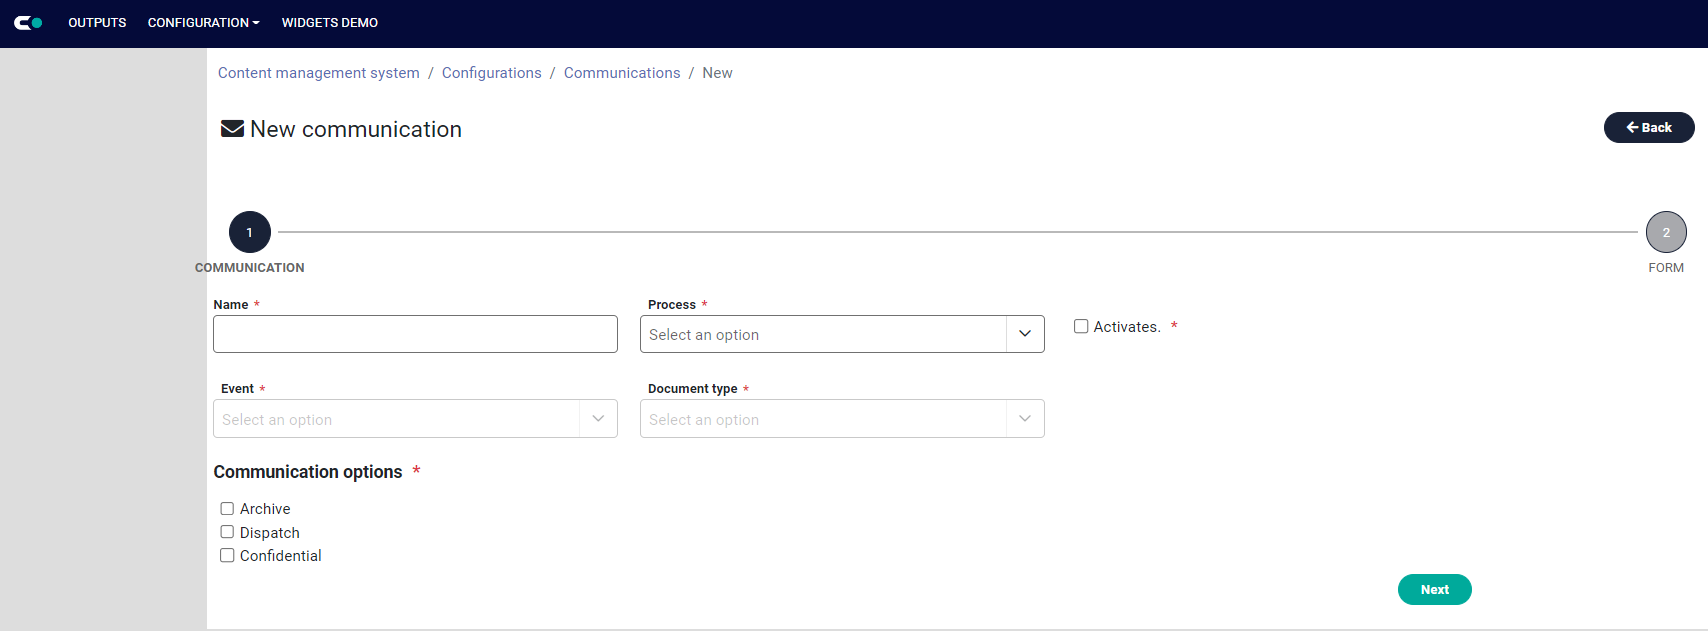 OUTPUTS CONFIGURATION WIDGETS DEMO
Content management system / Configurations / Communications / New
New communication
Back
1
2
COMMUNICATION
FORM
Name *
Process *
Select an option
Activates. *
Event *
Document type *
Select an option
Select an option
Communication options *
Archive
Dispatch
Confidential
Next